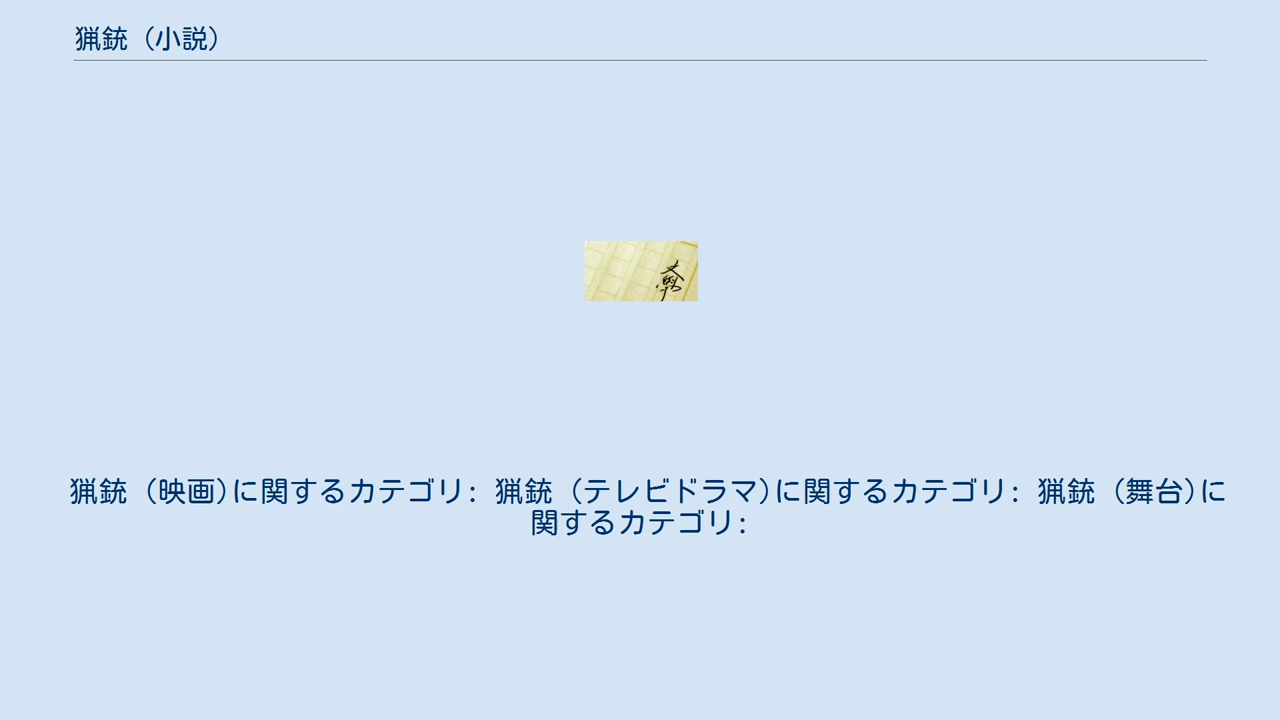 猟銃 (小説)
猟銃 (映画)に関するカテゴリ: 猟銃 (テレビドラマ)に関するカテゴリ: 猟銃 (舞台)に
関するカテゴリ: